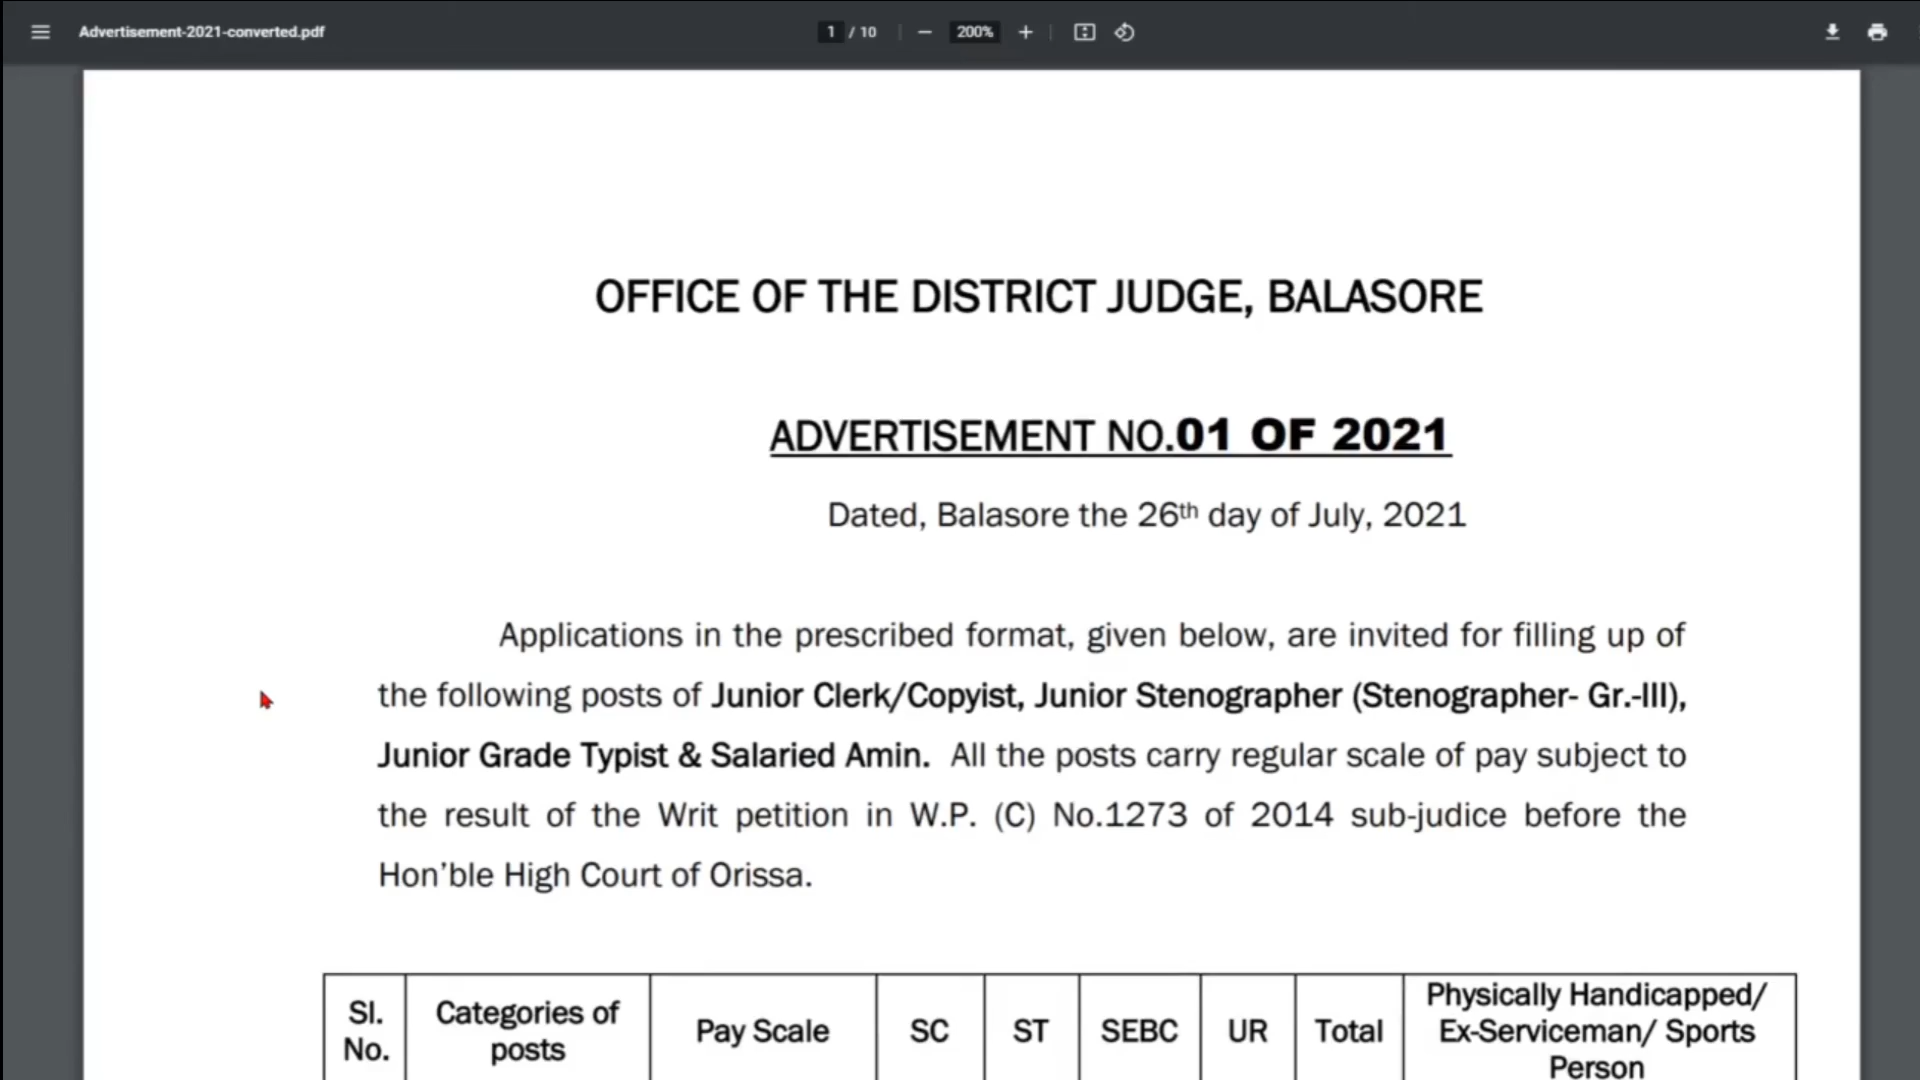 Advertisement-2021-converted.pdf
1 / 10
200%
OFFICE OF THE DISTRICT JUDGE, BALASORE
ADVERTISEMENT NO.01 OF 2021
Dated, Balasore the 26th day of July, 2021
Applications in the prescribed format, given below, are invited for filling up of
the following posts of Junior Clerk/Copyist, Junior Stenographer (Stenographer- Gr.-III),
Junior Grade Typist & Salaried Amin. All the posts carry regular scale of pay subject to
the result of the Writ petition in W.P. (C) No.1273 of 2014 sub-judice before the
Hon’ble High Court of Orissa.
Sl.
No.
Categories of
posts
Pay Scale
SC
ST
SEBC
UR
Total
Physically Handicapped/
Ex-Serviceman/ Sports
Person